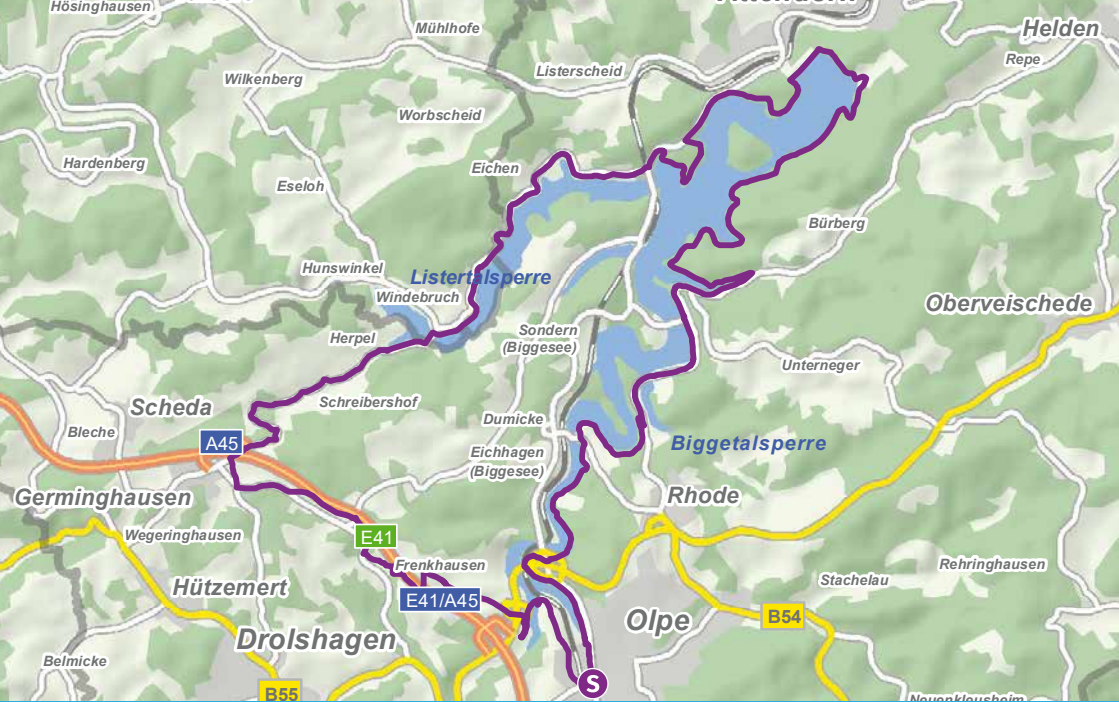 Hösinghausen
Attendorn
Mühlhofe
Helden
Repe
Listerscheid
Wilkenberg
Worbscheid
Hardenberg
Eichen
Eseloh
Bürberg
Hunswinkel
Listertalsperre
Windebruch
Oberveischede
Sondern
(Biggesee)
Herpel
Unterneger
Schreibershof
Scheda
Dumicke
Bleche
A45
Biggetalsperre
Eichhagen
(Biggesee)
Germinghausen
Rhode
Wegeringhausen
E41
Frenkhausen
Rehringhausen
Stachelau
Hützemert
E41/A45
B54
Olpe
Drolshagen
Belmicke
S
B55
Neuenkleusheim